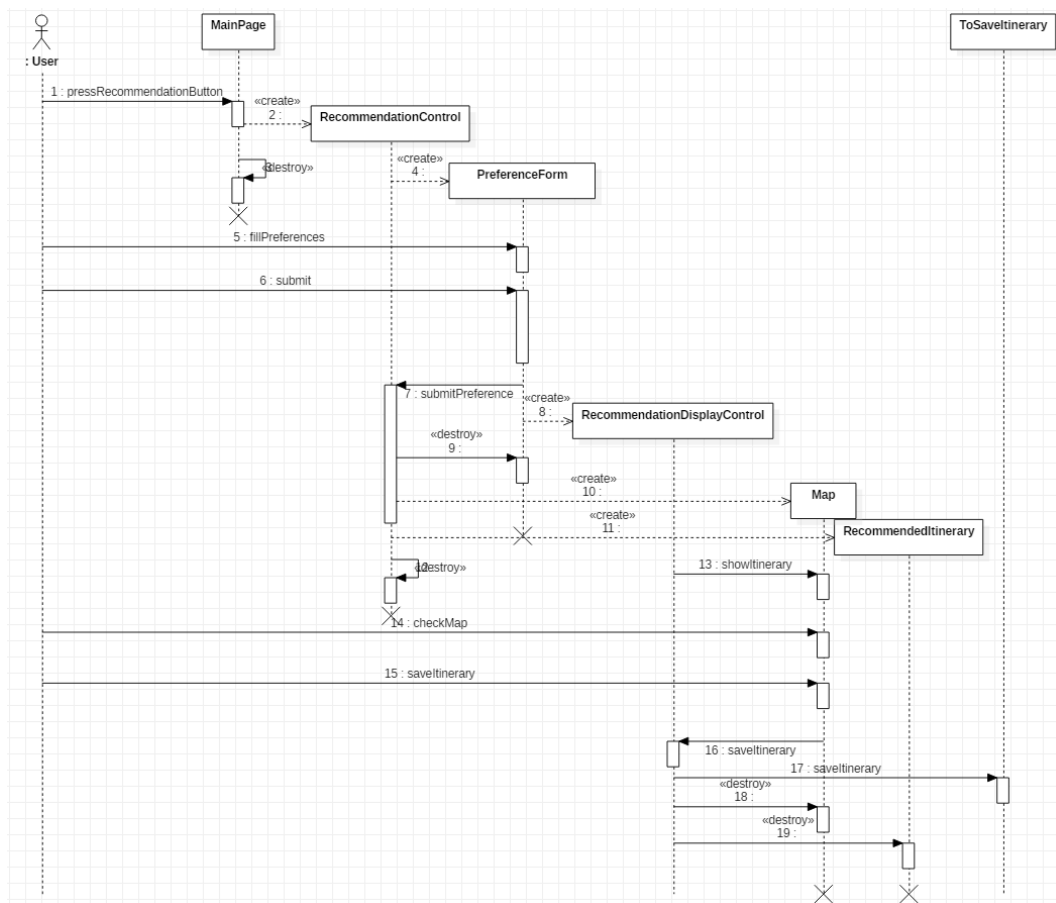 MainPage
ToSaveItinerary
: User
1 : pressRecommendationButton
«create»
2 :
RecommendationControl
«create»
4 :
PreferenceForm
«destroy»
5 : fillPreferences
6 : submit
7 : submitPreference
«create»
8 :
RecommendationDisplayControl
«destroy»
9 :
«create»
10 :
Map
«create»
11 :
RecommendedItinerary
12 :
«destroy»
13 : showItinerary
14 : checkMap
15 : saveItinerary
16 : saveItinerary
17 : saveItinerary
«destroy»
18 :
«destroy»
19 :